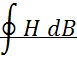 ∮ H dB